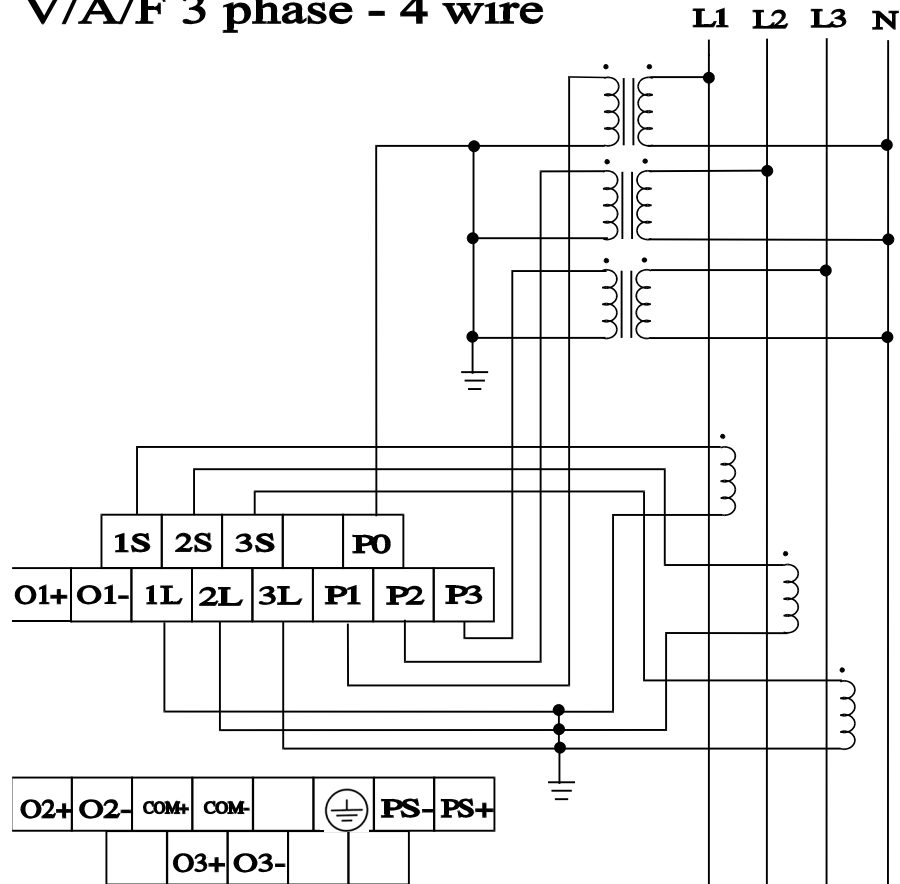 V/A/F 3 phase - 4 wire
L1 L2 L3 N
1S 2S 3S P0
O1+ O1- 1L 2L 3L P1 P2 P3
O2+ O2- COM+ COM- PS- PS+
O3+ O3-